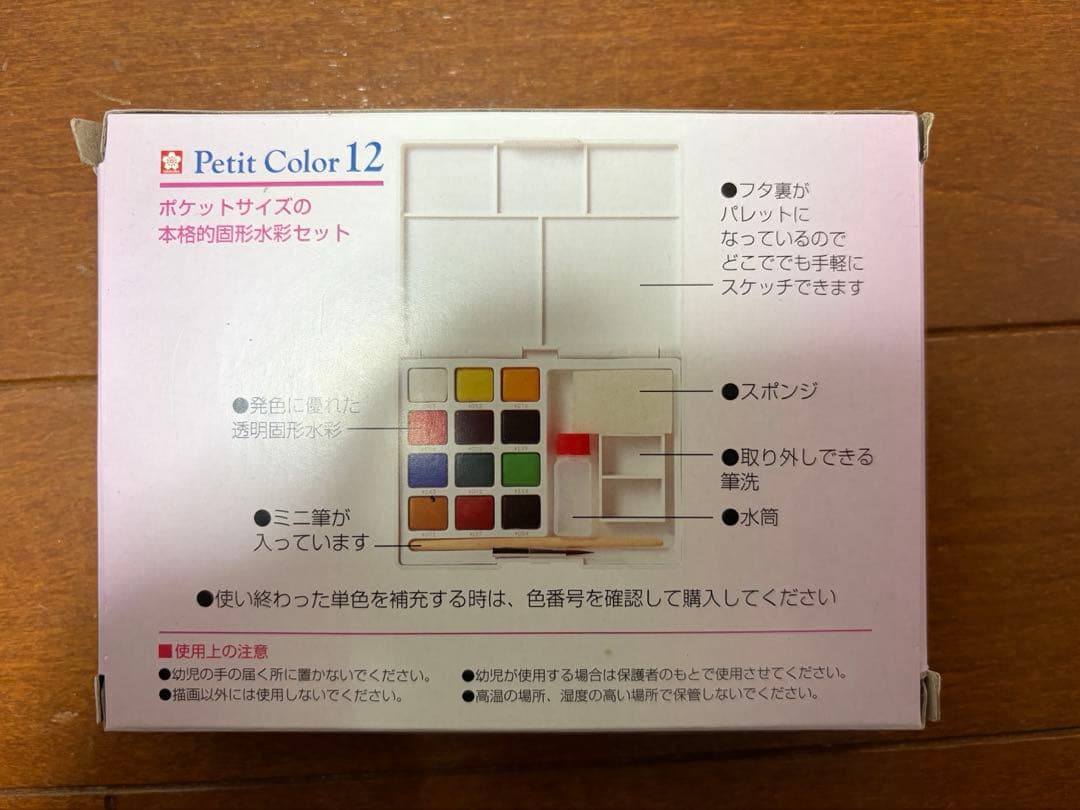 Petit Color 12
ポケットサイズの
本格的固形水彩セット
●フタ裏が
パレットに
なっているので
どこででも手軽に
スケッチできます
●発色に優れた
透明固形水彩
●スポンジ
●取り外しできる
筆洗
●水筒
●ミニ筆が
入っています
●使い終わった単色を補充する時は、色番号を確認して購入してください
■使用上の注意
●幼児の手の届く所に置かないでください。
●幼児が使用する場合は保護者のもとで使用させてください。
●描画以外には使用しないでください。
●高温の場所、湿度の高い場所で保管しないでください。